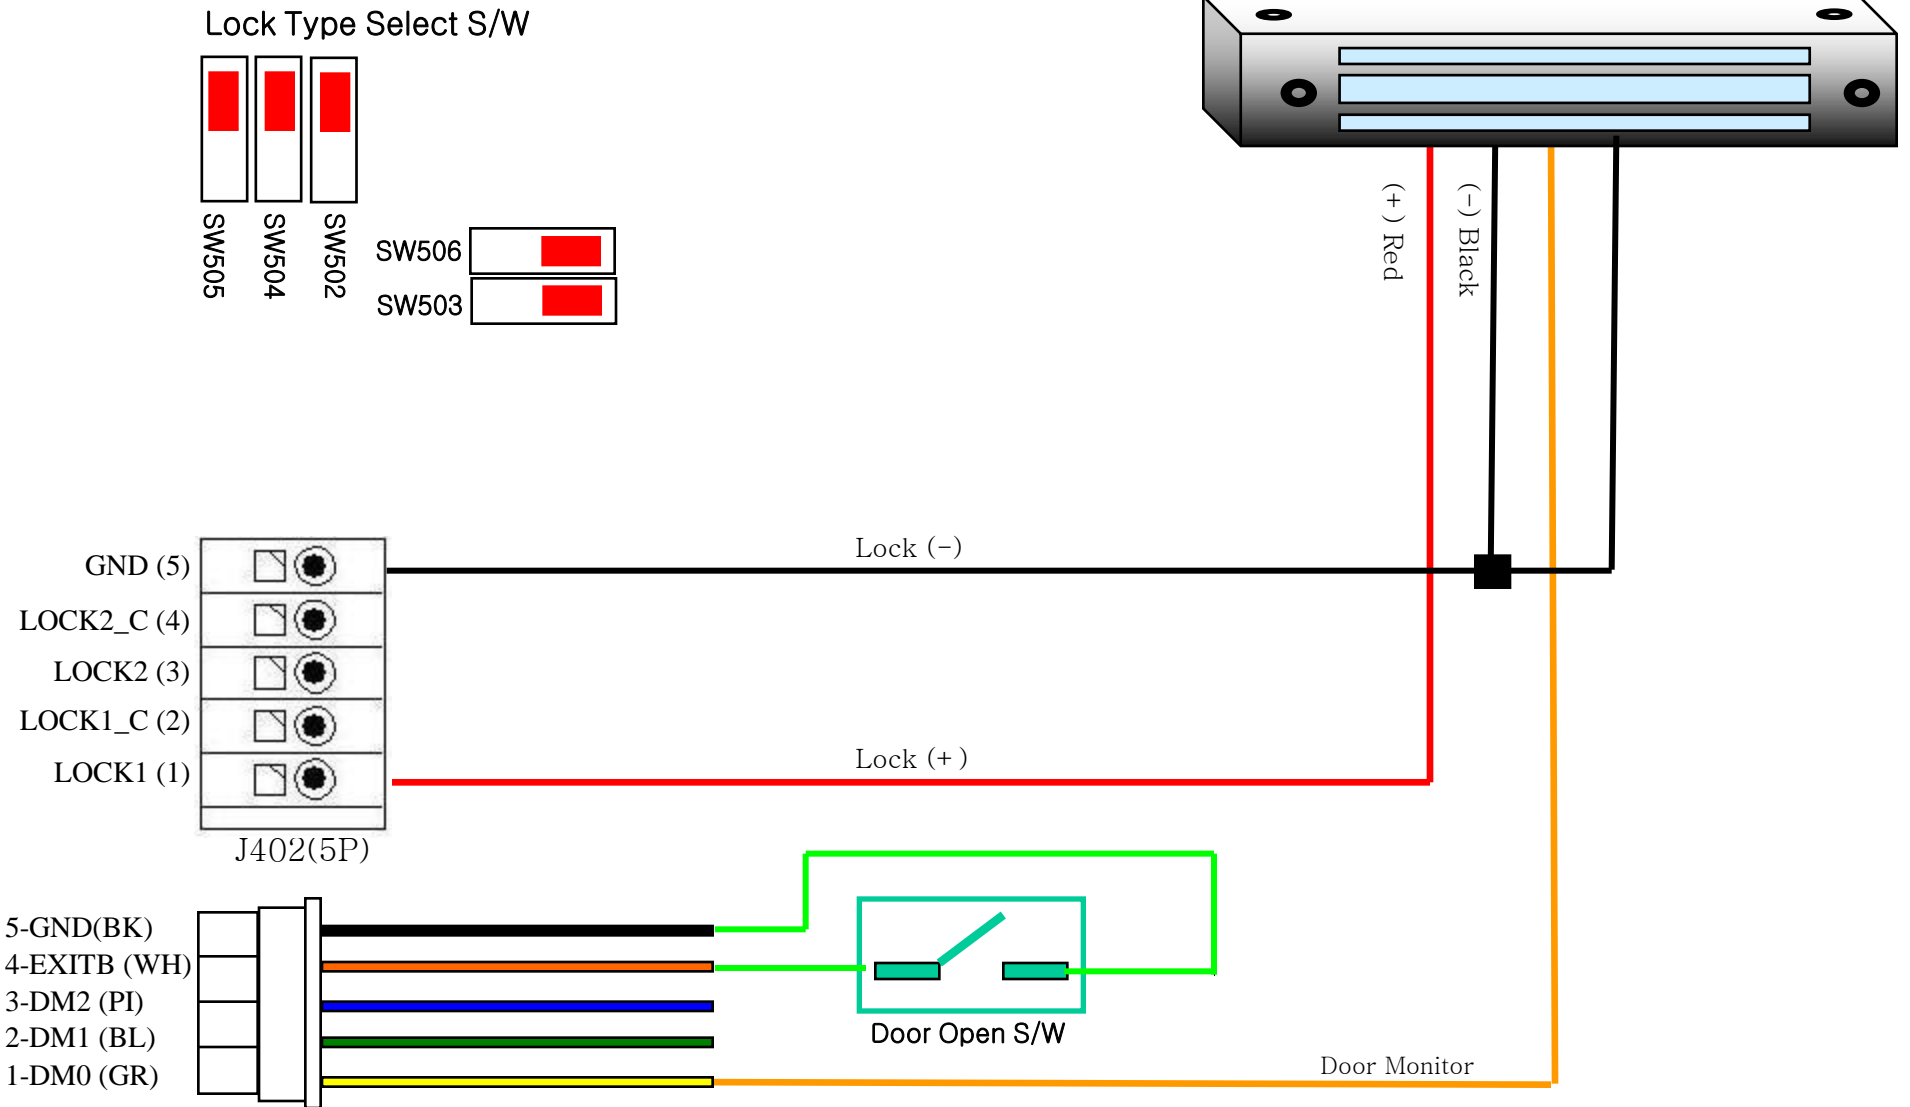 Lock Type Select S/W
SW505
SW504
SW502
SW506
SW503
(+) Red
(-) Black
GND (5)
LOCK2_C (4)
LOCK2 (3)
LOCK1_C (2)
LOCK1 (1)
J402(5P)
Lock (-)
Lock (+)
5-GND(BK)
4-EXITB (WH)
3-DM2 (PI)
2-DM1 (BL)
1-DM0 (GR)
Door Open S/W
Door Monitor